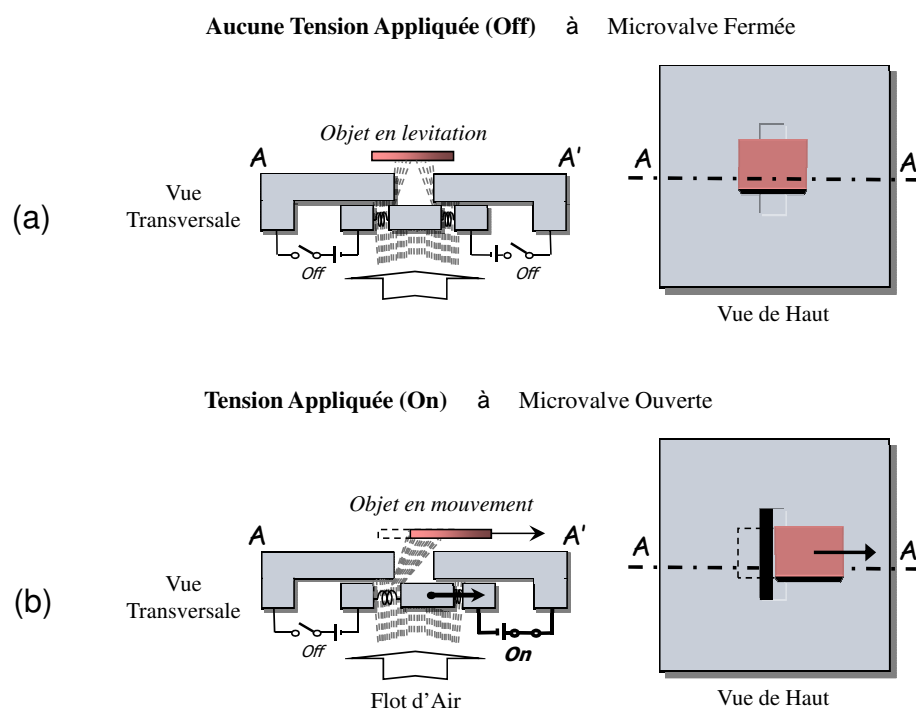 Aucune Tension Appliquée (Off) à Microvalve Fermée
Objet en levitation
A A'
Vue
Transversale
(a)
Off Off
A A
Vue de Haut
Tension Appliquée (On) à Microvalve Ouverte
Objet en mouvement
A A'
Vue
Transversale
(b)
Off On
Flot d'Air
A A
Vue de Haut